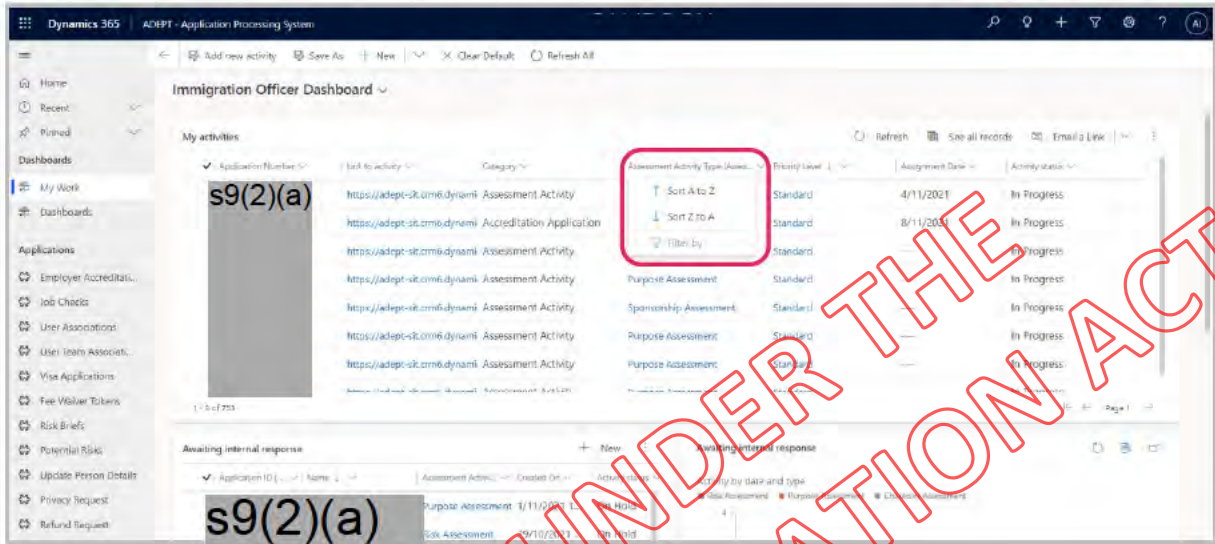 Dynamics 365 ADEPT - Application Processing System ? AI
Add new activity Save As + New × Clear Default Refresh All
Home
Recent
Pinned
Dashboards
My Work
Dashboards
Applications
Employer Accreditati...
Job Checks
User Associations
User Team Associati...
Visa Applications
Fee Waiver Tokens
Risk Briefs
Potential Risks
Update Person Details
Privacy Request
Refund Request
Immigration Officer Dashboard
My activities Refresh See all records Email a Link
Application Number Link to activity Category Assessment Activity Type (Asses... Priority Level ↓ Assignment Date Activity status
s9(2)(a) https://adept-sit.crm6.dynami Assessment Activity Sort A to Z Standard 4/11/2021 In Progress
https://adept-sit.crm6.dynami Accreditation Application Sort Z to A Standard 8/11/2021 In Progress
https://adept-sit.crm6.dynami Assessment Activity Filter by Standard In Progress
https://adept-sit.crm6.dynami Assessment Activity Purpose Assessment Standard In Progress
https://adept-sit.crm6.dynami Assessment Activity Sponsorship Assessment Standard --- In Progress
https://adept-sit.crm6.dynami Assessment Activity Purpose Assessment Standard --- In Progress
https://adept-sit.crm6.dynami Assessment Activity Purpose Assessment Standard --- In Progress
of 753 Page 1
Awaiting internal response + New
Application ID ( Name ↓ Assessment Activi... Created On Activity status
s9(2)(a) Purpose Assessment 1/11/2021 1... On Hold
Risk Assessment 29/10/2021 ... On Hold
Awaiting internal response
Activity by date and type
Risk Assessment Purpose Assessment Assessment
4
UNDER THE
ATION ACT